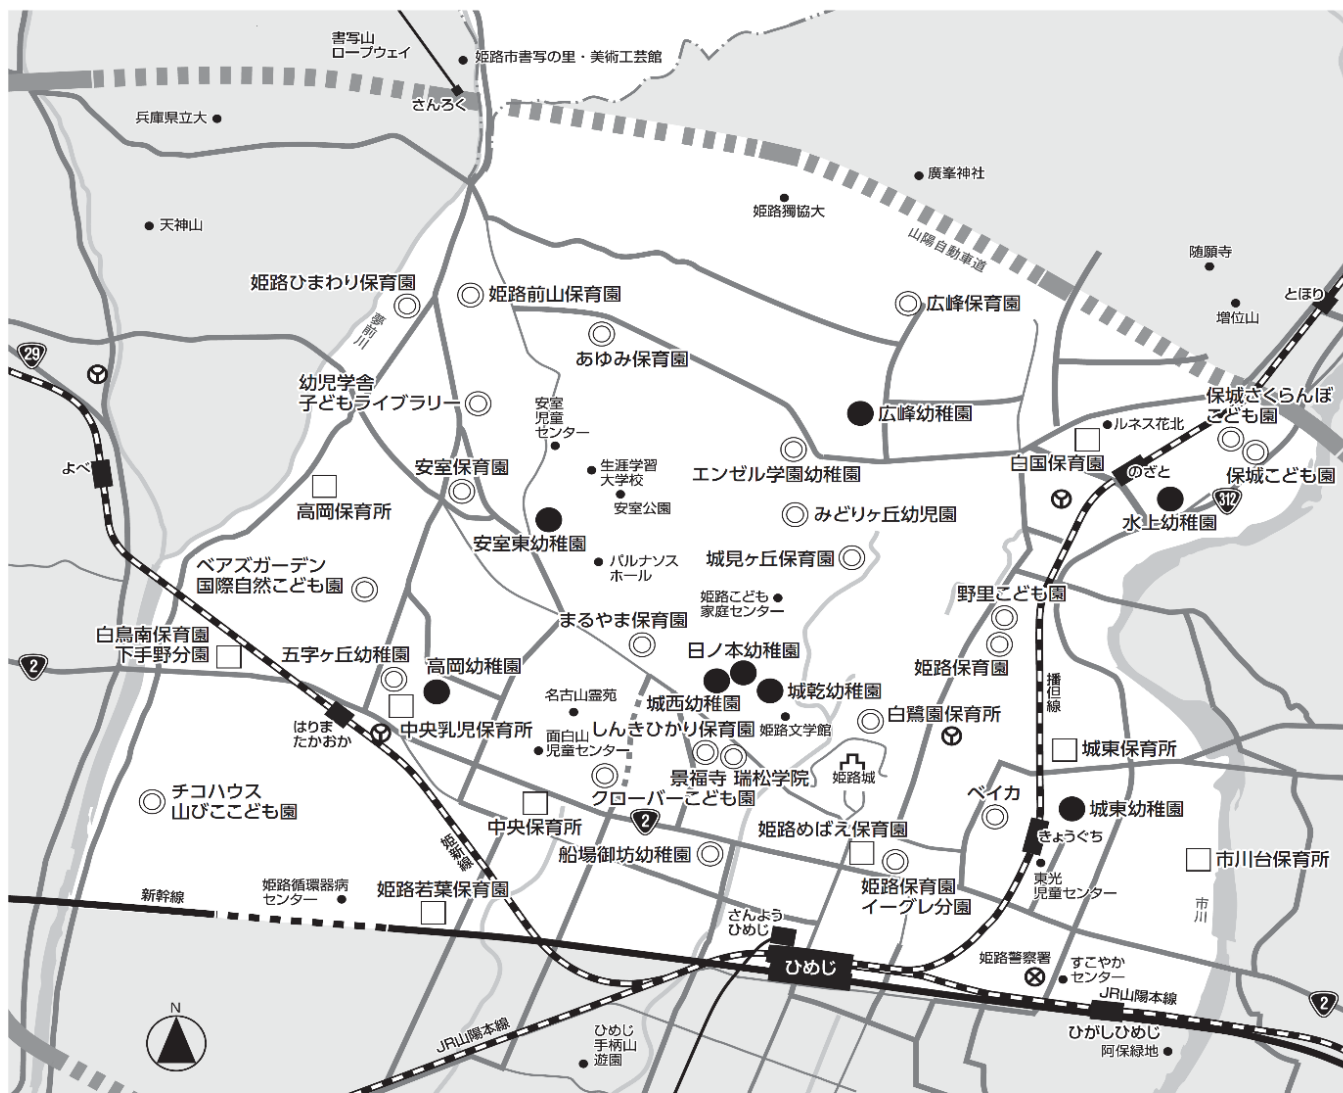 書写山
ロープウェイ
姫路市書写の里・美術工芸館
さんろく
兵庫県立大
廣峯神社
姫路獨協大
天神山
山陽自動車道
随願寺
とほり
増位山
姫路ひまわり保育園
姫路前山保育園
広峰保育園
夢前川
あゆみ保育園
29
幼児学舎
子どもライブラリー
安室
児童
センター
広峰幼稚園
保城さくらんぼ
こども園
ルネス花北
よべ
安室保育園
生涯学習
大学校
エンゼル学園幼稚園
白国保育園
のざと
保城こども園
高岡保育所
安室公園
みどりヶ丘幼児園
312
水上幼稚園
安室東幼稚園
ベアズガーデン
国際自然こども園
パルナソス
ホール
城見ヶ丘保育園
姫路こども
家庭センター
野里こども園
まるやま保育園
白鳥南保育園
下手野分園
2
五字ヶ丘幼稚園
高岡幼稚園
日ノ本幼稚園
姫路保育園
城西幼稚園
城乾幼稚園
名古山霊苑
播但線
はりま
たかおか
中央乳児保育所
面白山
児童センター
しんきひかり保育園
姫路文学館
白鷺園保育所
城東保育所
景福寺 瑞松学院
姫路城
チコハウス
山びここども園
クローバーこども園
ベイカ
城東幼稚園
中央保育所
2
姫路めばえ保育園
きょうぐち
姫新線
船場御坊幼稚園
市川台保育所
新幹線
姫路循環器病
センター
姫路若葉保育園
姫路保育園
イーグレ分園
東光
児童センター
市川
さんよう
ひめじ
ひめじ
姫路警察署
すこやか
センター
JR山陽本線
2
N
JR山陽本線
ひめじ
手柄山
遊園
ひがしひめじ
阿保緑地